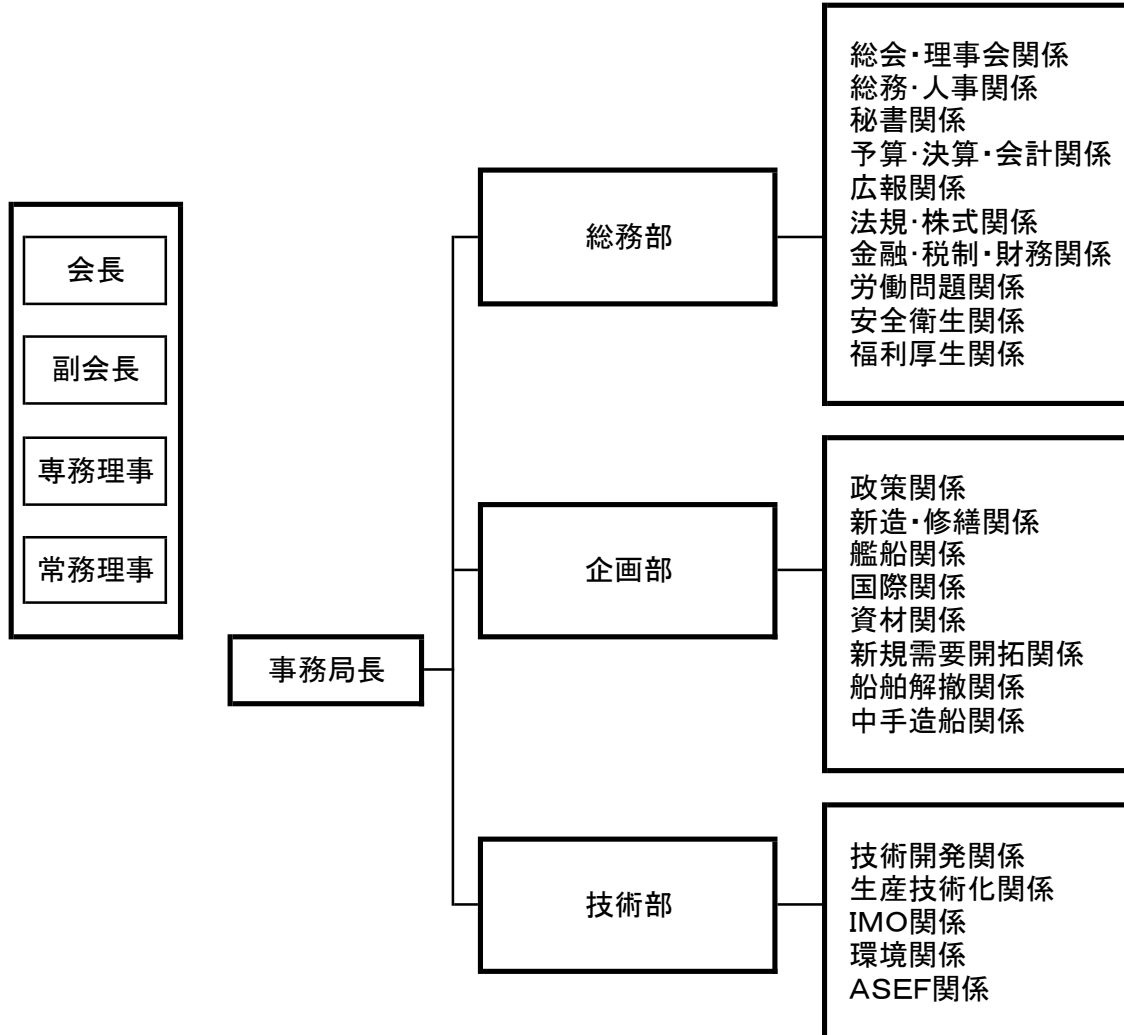 会長
副会長
専務理事
常務理事
事務局長
総務部
総会・理事会関係
総務・人事関係
秘書関係
予算・決算・会計関係
広報関係
法規・株式関係
金融・税制・財務関係
労働問題関係
安全衛生関係
福利厚生関係
企画部
政策関係
新造・修繕関係
艦船関係
国際関係
資材関係
新規需要開拓関係
船舶解撤関係
中手造船関係
技術部
技術開発関係
生産技術化関係
IMO関係
環境関係
ASEF関係